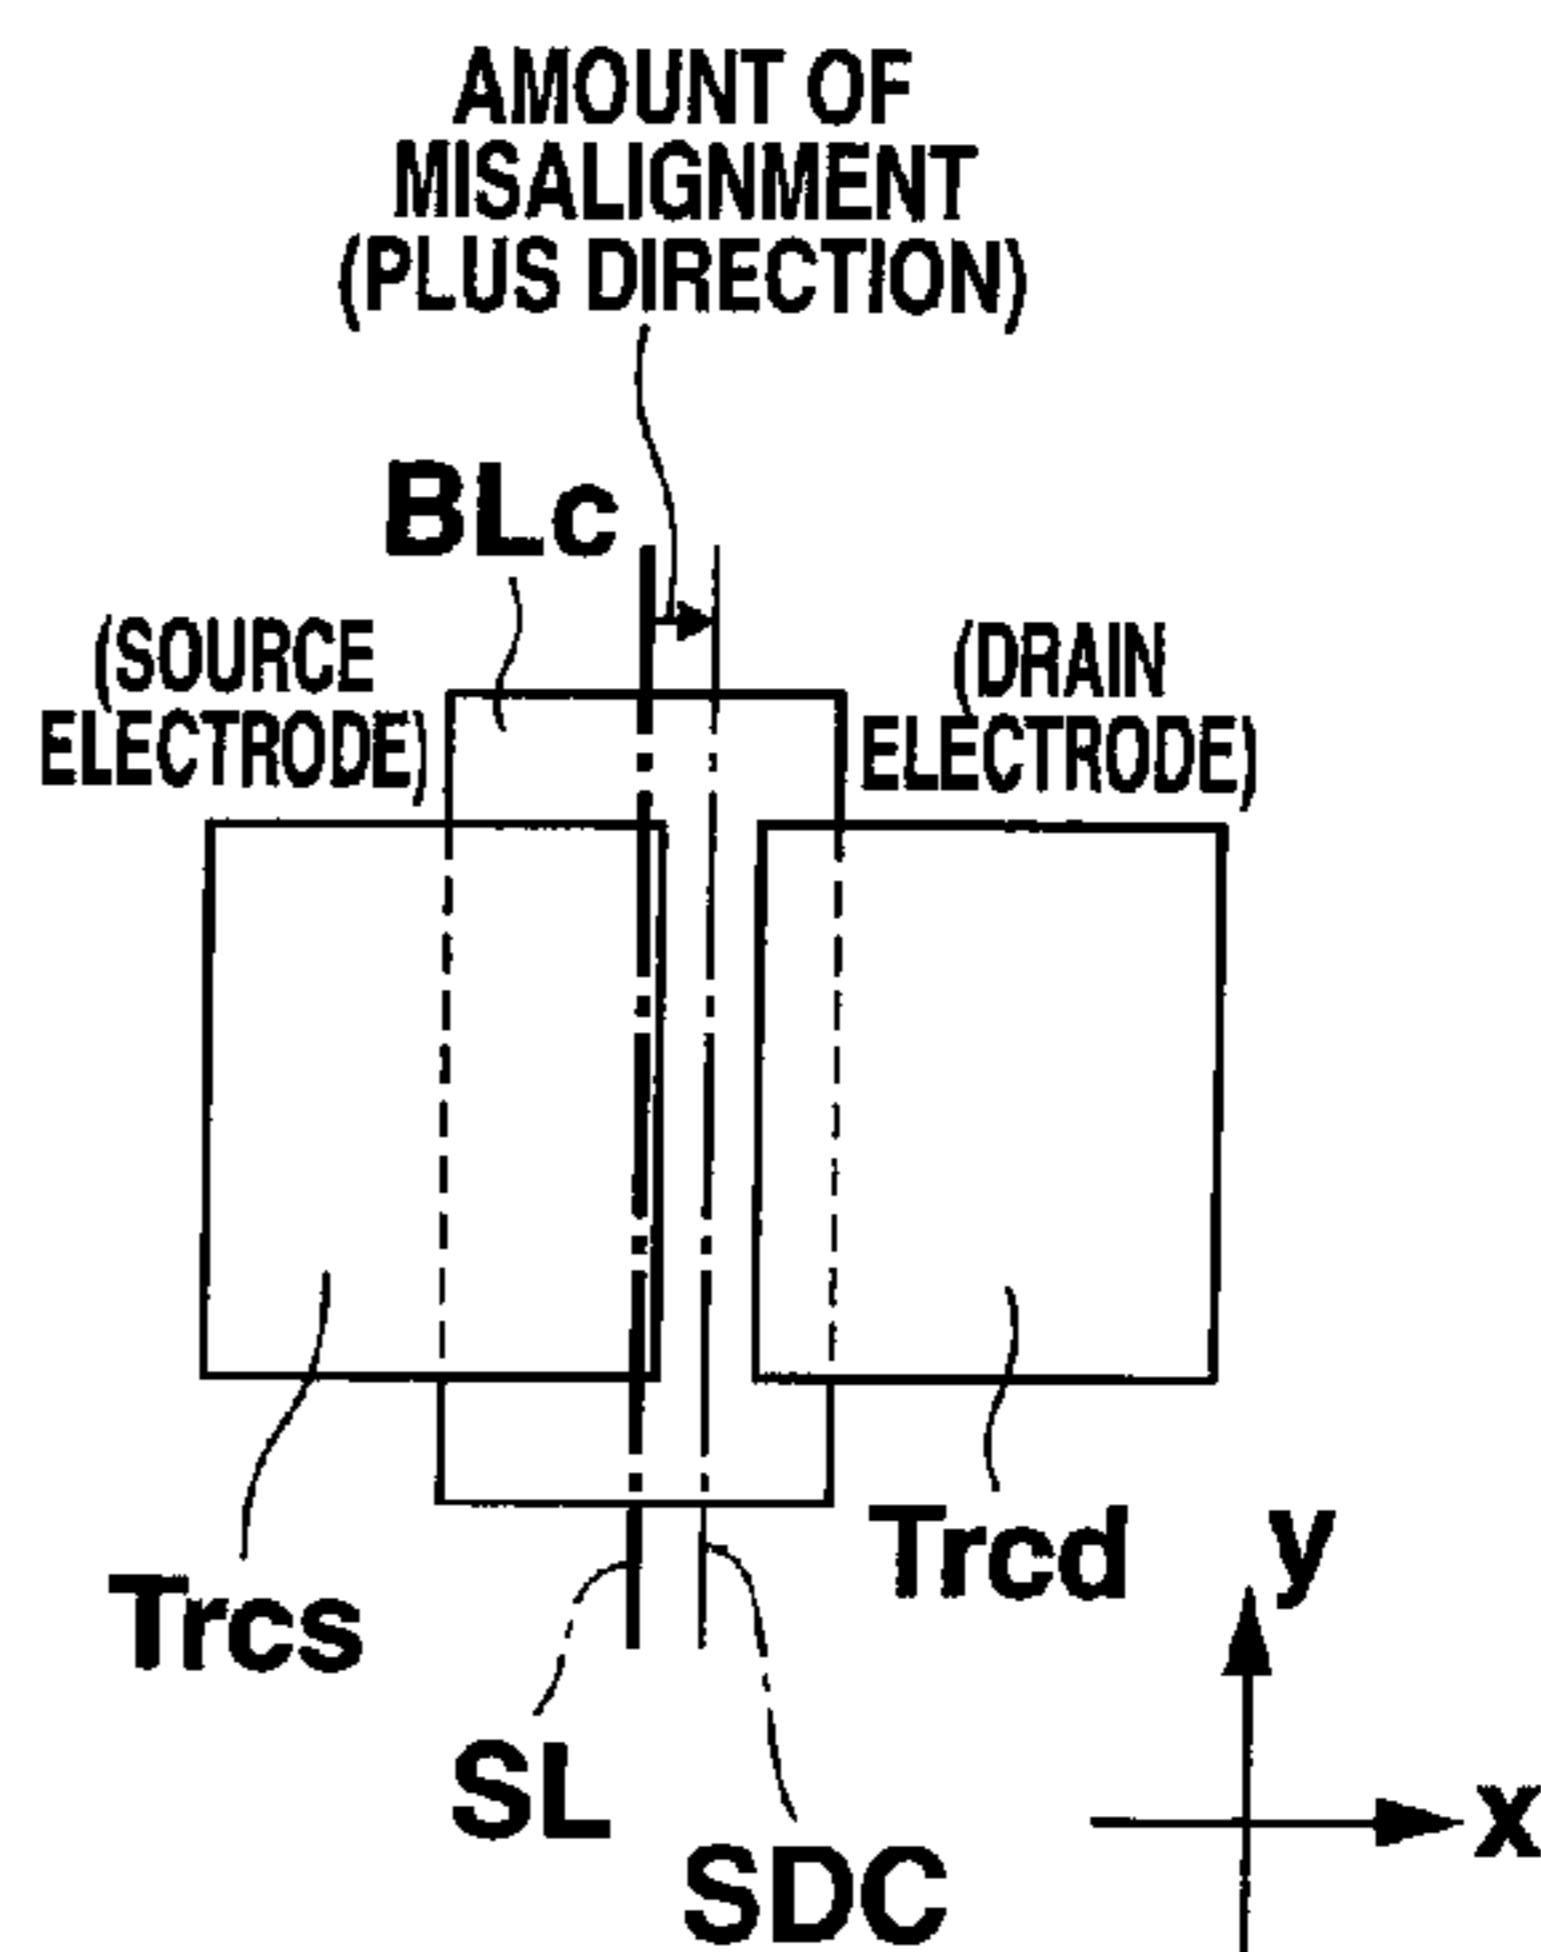 AMOUNT OF
MISALIGNMENT
(PLUS DIRECTION)
BLc
(SOURCE
ELECTRODE)
(DRAIN
ELECTRODE)
Trcs
Trcd
SL
SDC
y
x